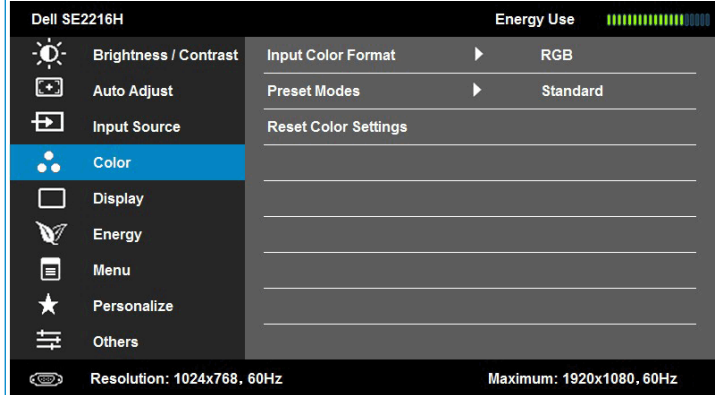 Dell SE2216H Energy Use
Brightness / Contrast Input Color Format RGB
Auto Adjust Preset Modes Standard
Input Source Reset Color Settings
Color
Display
Energy
Menu
Personalize
Others
Resolution: 1024x768, 60Hz Maximum: 1920x1080, 60Hz